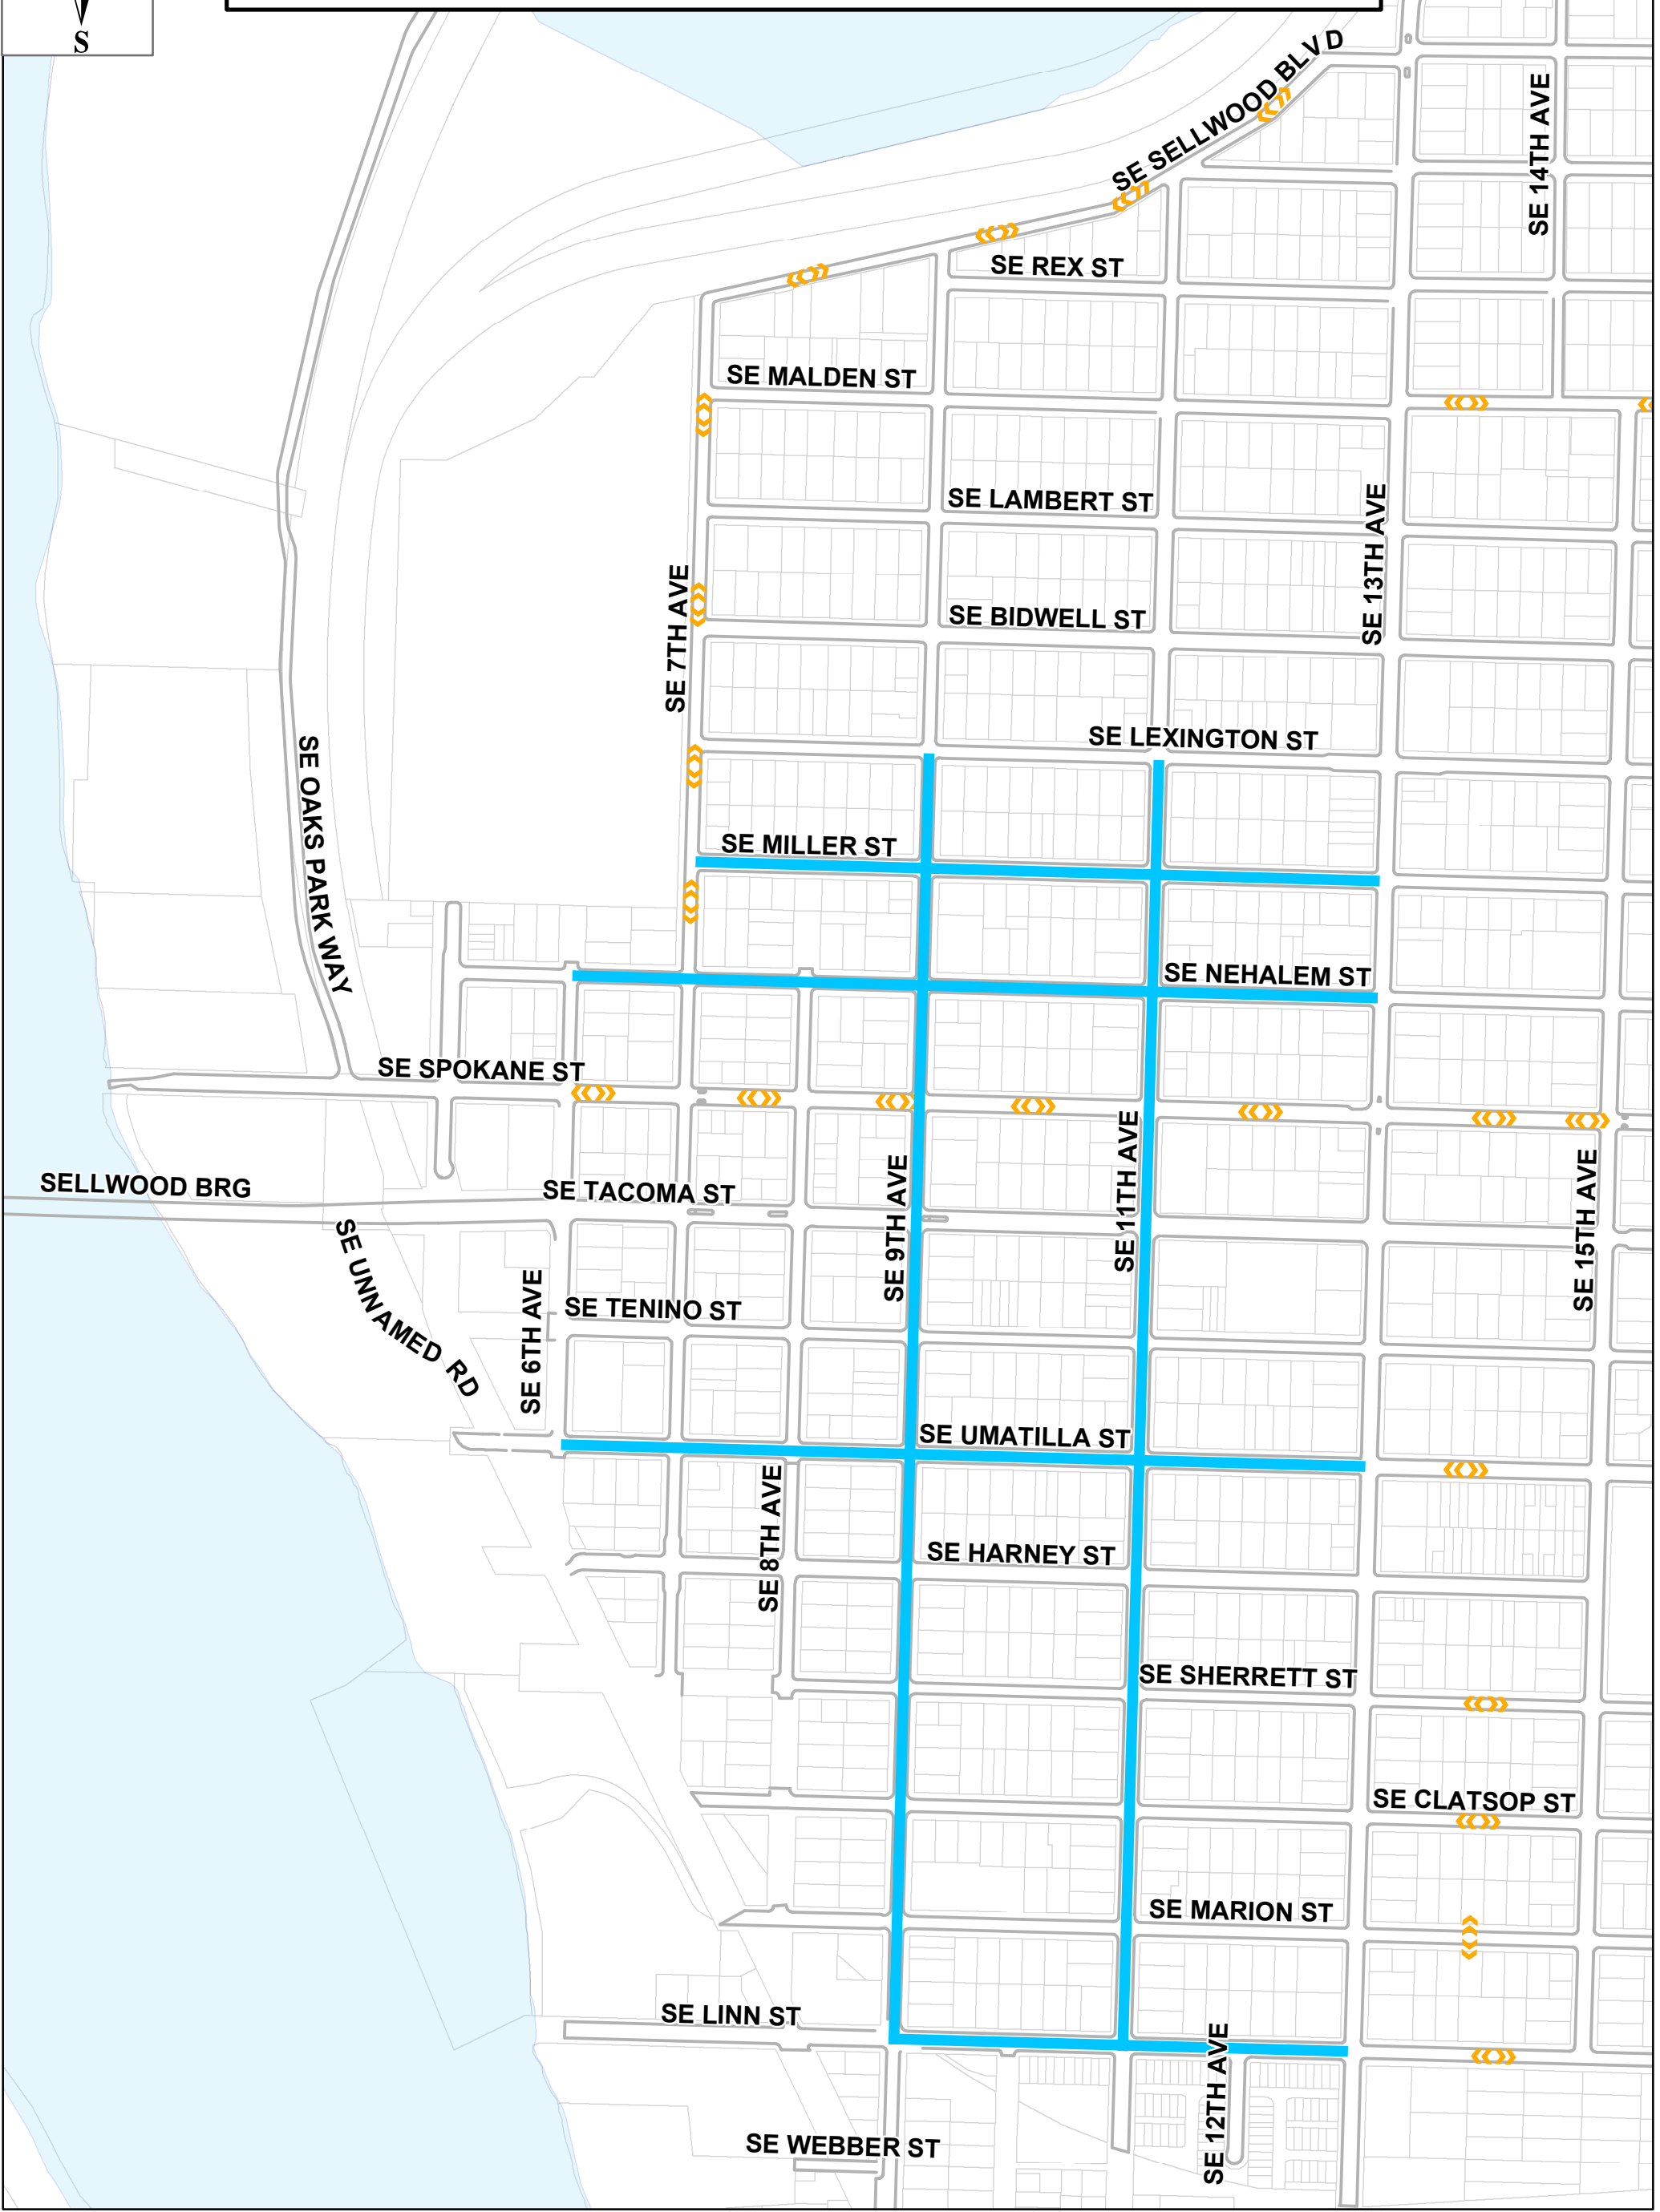 S
SE SELLWOOD BLVD
SE 14TH AVE
SE REX ST
SE MALDEN ST
SE LAMBERT ST
SE 13TH AVE
SE 7TH AVE
SE BIDWELL ST
SE LEXINGTON ST
SE OAKS PARK WAY
SE MILLER ST
SE NEHALEM ST
SE SPOKANE ST
SELLWOOD BRG
SE TACOMA ST
SE 9TH AVE
SE 11TH AVE
SE 15TH AVE
SE UNNAMED RD
SE 6TH AVE
SE TENINO ST
SE UMATILLA ST
SE 8TH AVE
SE HARNEY ST
SE SHERRETT ST
SE CLATSOP ST
SE MARION ST
SE LINN ST
SE 12TH AVE
SE WEBBER ST